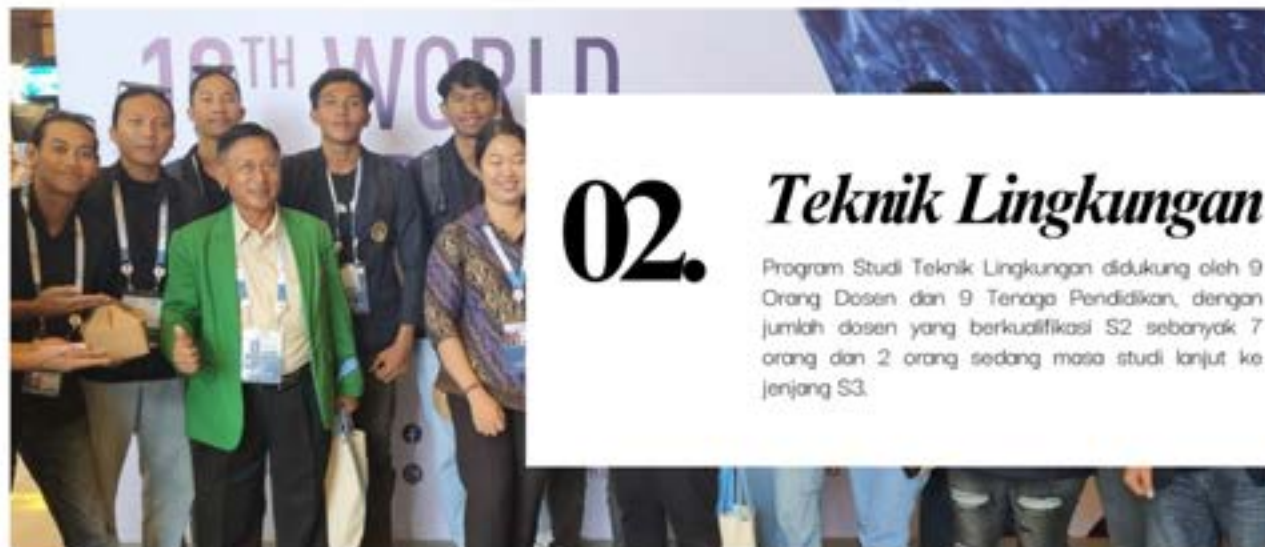 TH WORLD
02.
Teknik Lingkungan
Program Studi Teknik Lingkungan didukung oleh 9
Orang Dosen dan 9 Tenaga Pendidikan, dengan
jumlah dosen yang berkualifikasi S2 sebanyak 7
orang dan 2 orang sedang masa studi lanjut ke
jenjang S3.